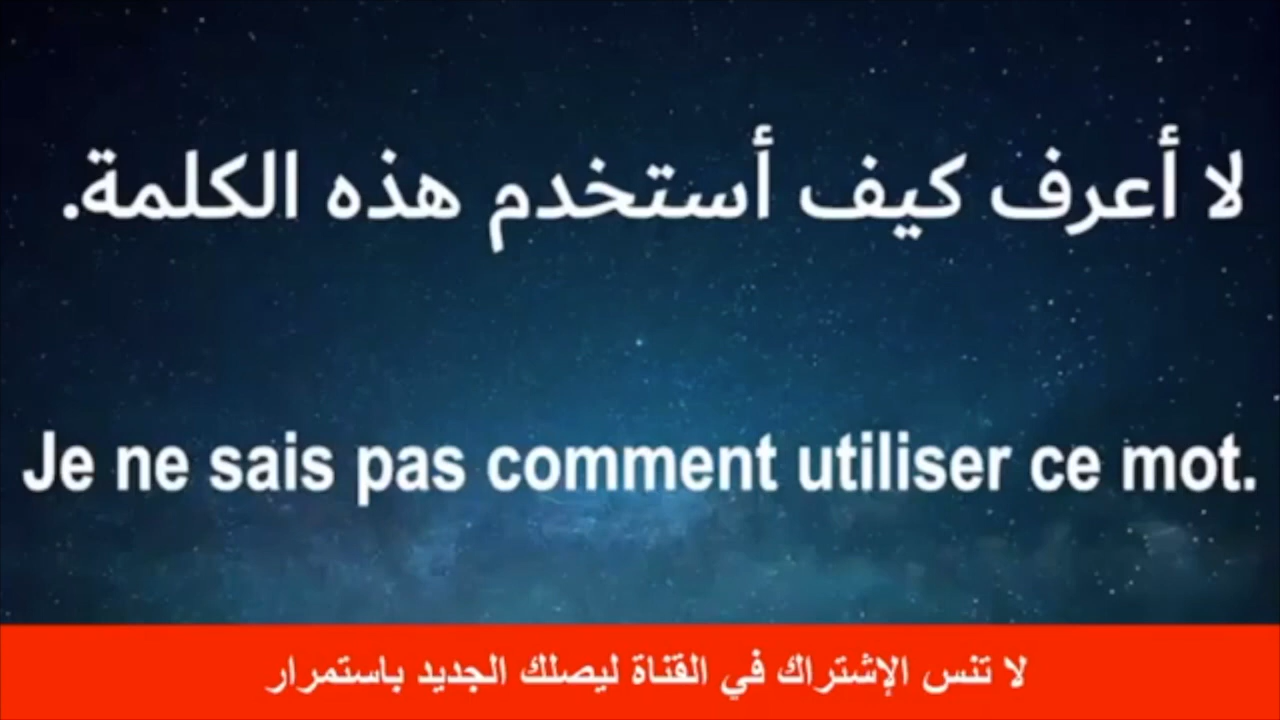 لا أعرف كيف أستخدم هذه الكلمة.
Je ne sais pas comment utiliser ce mot.
لا تنس الإشتراك في القناة ليصلك الجديد باستمرار